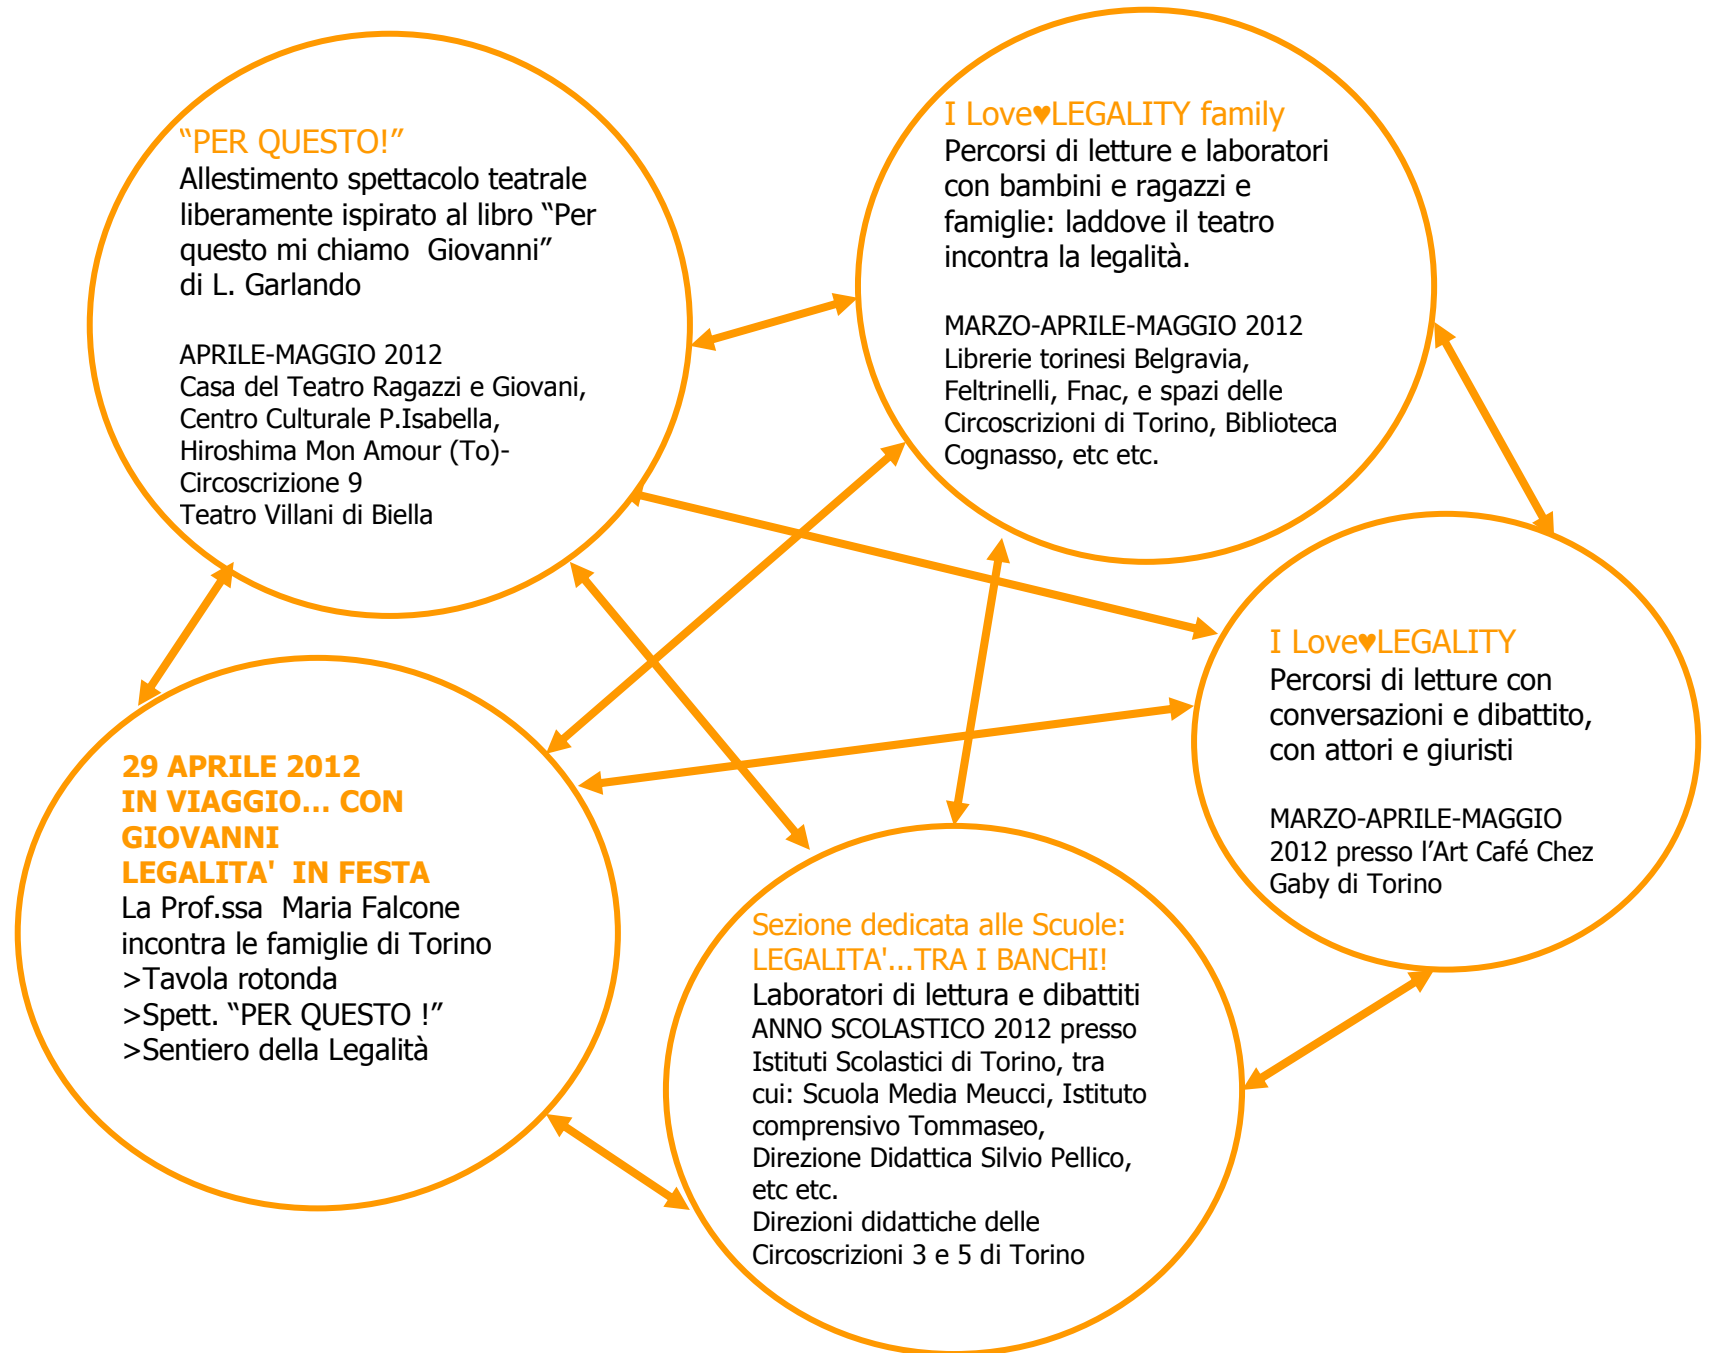 “PER QUESTO!”
Allestimento spettacolo teatrale
liberamente ispirato al libro “Per
questo mi chiamo  Giovanni”
di L. Garlando
APRILE-MAGGIO 2012
Casa del Teatro Ragazzi e Giovani,
Centro Culturale P.Isabella,
Hiroshima Mon Amour (To)-
Circoscrizione 9
Teatro Villani di Biella
I Love♥LEGALITY family
Percorsi di letture e laboratori
con bambini e ragazzi e
famiglie: laddove il teatro
incontra la legalità.
MARZO-APRILE-MAGGIO 2012
Librerie torinesi Belgravia,
Feltrinelli, Fnac, e spazi delle
Circoscrizioni di Torino, Biblioteca
Cognasso, etc etc.
I Love♥LEGALITY
Percorsi di letture con
conversazioni e dibattito,
con attori e giuristi
MARZO-APRILE-MAGGIO
2012 presso l’Art Café Chez
Gaby di Torino
29 APRILE 2012
IN VIAGGIO... CON
GIOVANNI
LEGALITA'  IN FESTA
La Prof.ssa  Maria Falcone
incontra le famiglie di Torino
>Tavola rotonda
>Spett. “PER QUESTO !”
>Sentiero della Legalità
Sezione dedicata alle Scuole:
LEGALITA'...TRA I BANCHI!
Laboratori di lettura e dibattiti
ANNO SCOLASTICO 2012 presso
Istituti Scolastici di Torino, tra
cui: Scuola Media Meucci, Istituto
comprensivo Tommaseo,
Direzione Didattica Silvio Pellico,
etc etc.
Direzioni didattiche delle
Circoscrizioni 3 e 5 di Torino